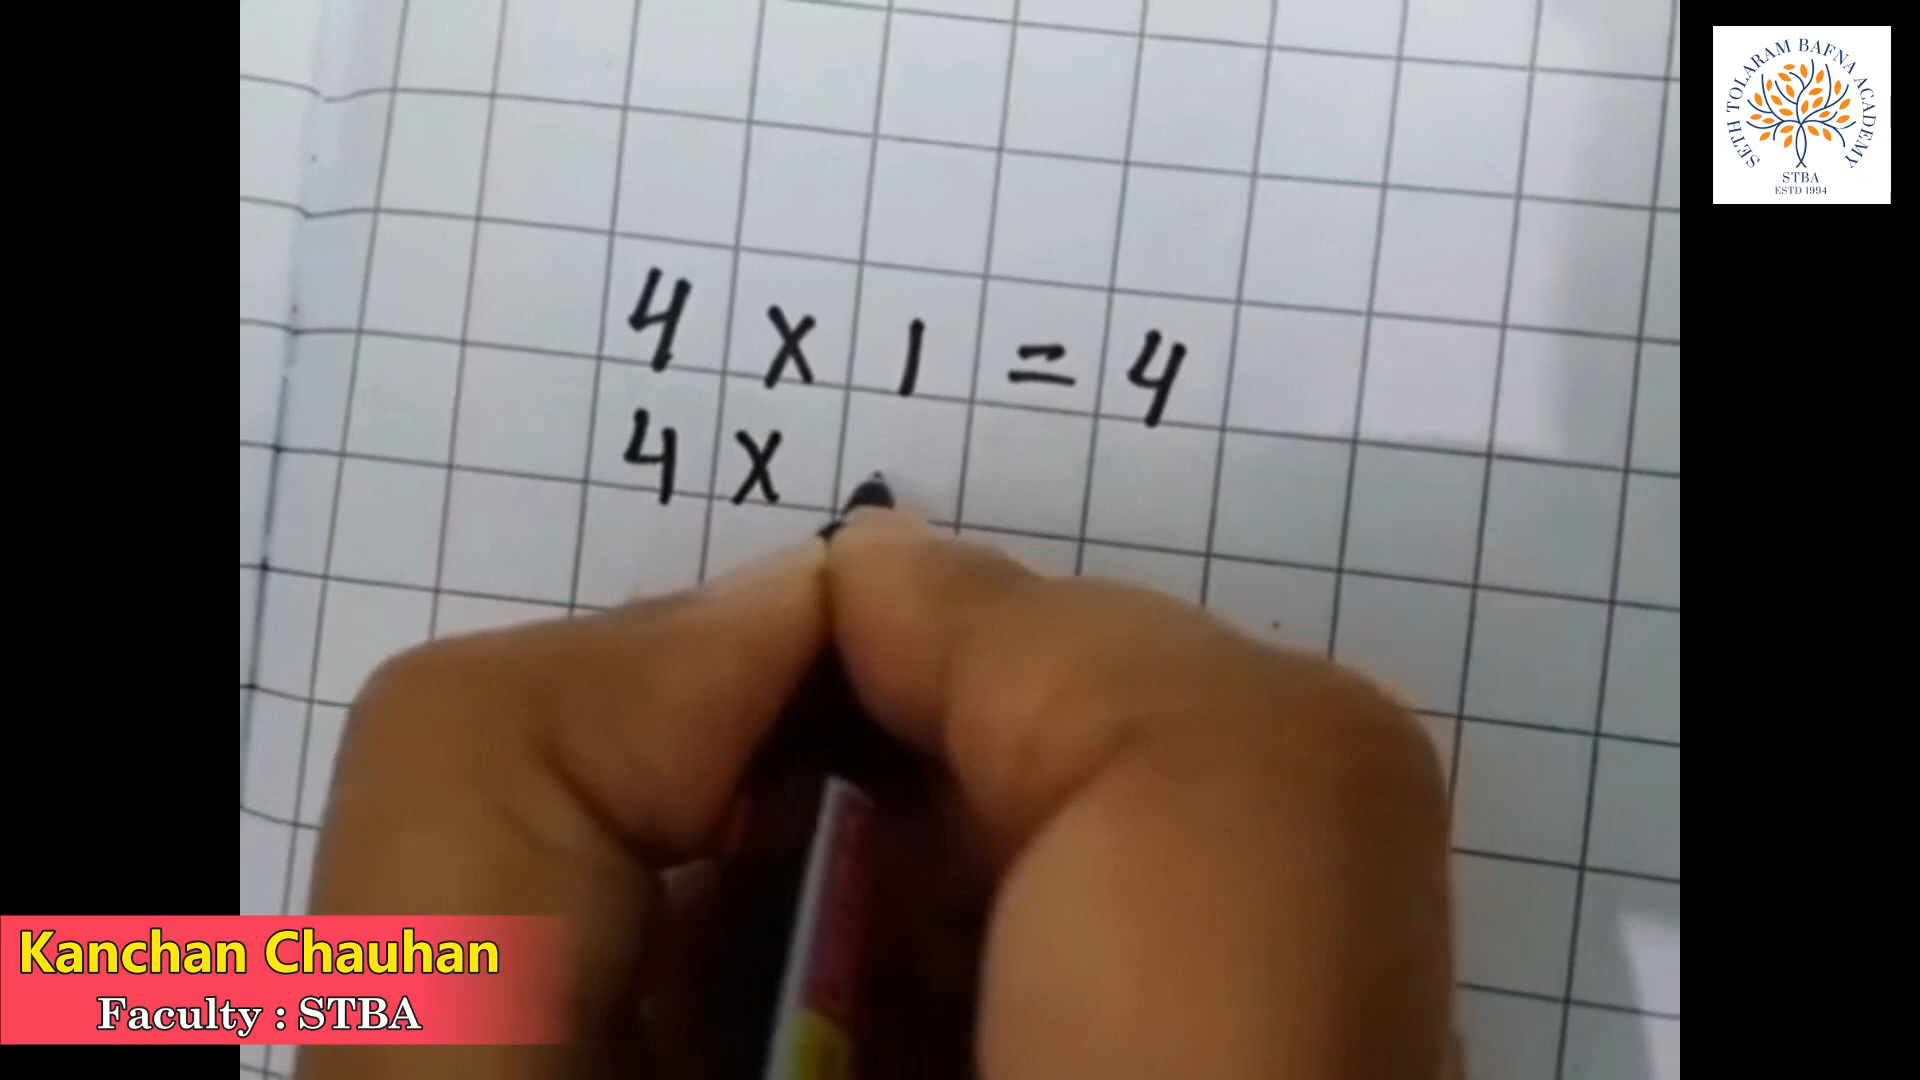 SETH TOLARAM BAFNA ACADEMY
STBA
ESTD 1994
4 X 1 = 4
4 X
Kanchan Chauhan
Faculty : STBA